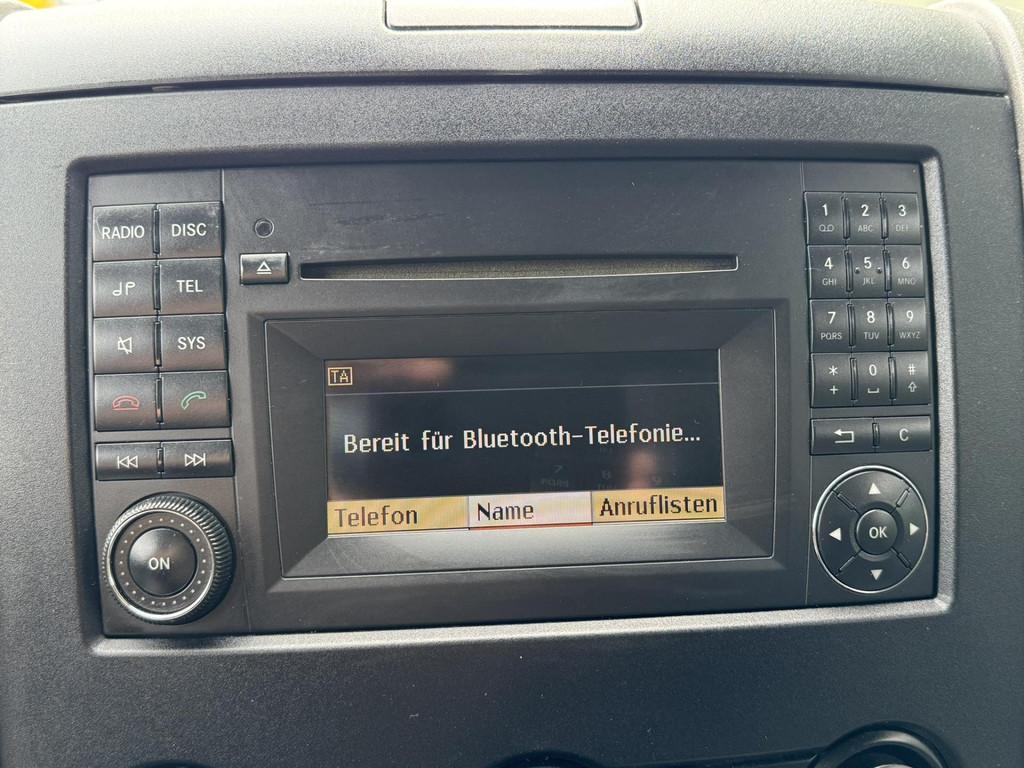 RADIO DISC
TEL
SYS
ON
TA
Bereit für Bluetooth-Telefonie...
Telefon Name Anruflisten
1 2 3
ABC DEF
4 5 6
GHI JKL MNO
7 8 9
PQRS TUV WXYZ
* 0 #
+
C
OK